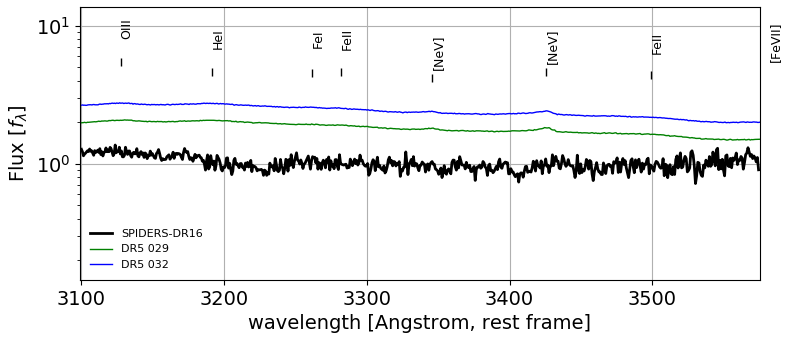 OIII
HeI
FeI
FeII
[NeV]
[NeV]
FeII
[FeVII]
Flux [fλ]
10¹
10⁰
SPIDERS-DR16
DR5 029
DR5 032
3100 3200 3300 3400 3500
wavelength [Angstrom, rest frame]